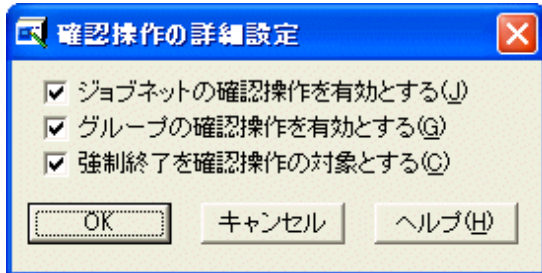 確認操作の詳細設定
ジョブネットの確認操作を有効とする(J)
グループの確認操作を有効とする(G)
強制終了を確認操作の対象とする(C)
OK キャンセル ヘルプ(H)